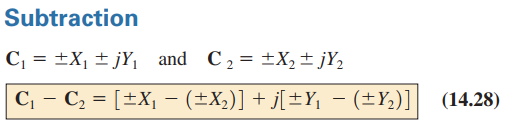 Subtraction
C₁ = ±X₁ ± jY₁ and C₂ = ±X₂ ± jY₂
C₁ − C₂ = [±X₁ − (±X₂)] + j[±Y₁ − (±Y₂)] (14.28)